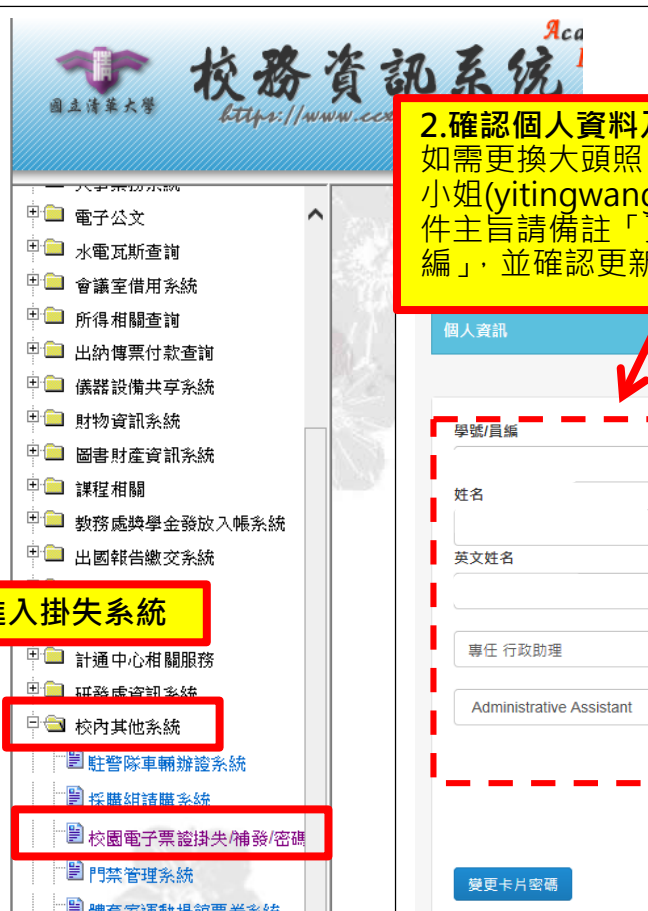 國立清華大學
校務資訊系統
Aca
https://www.ccx
電子公文
水電瓦斯查詢
會議室借用系統
所得相關查詢
出納傳票付款查詢
儀器設備共享系統
財物資訊系統
圖書財產資訊系統
課程相關
教務處獎學金發放入帳系統
出國報告繳交系統
入掛失系統
計通中心相關服務
研發處資訊系統
校內其他系統
駐警隊車輛辦證系統
採購組請購系統
校園電子票證掛失/補發/密碼
門禁管理系統
2.確認個人資料
如需更換大頭照
小姐(yitingwang
件主旨請備註「
編」，並確認更新
個人資訊
學號/員編
姓名
英文姓名
專任 行政助理
Administrative Assistant
變更卡片密碼